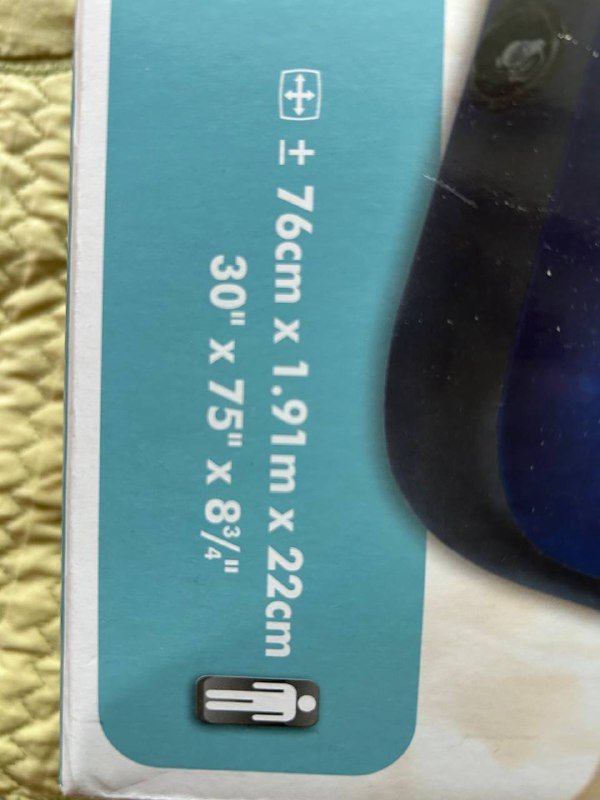 ± 76cm x 1.91m x 22cm
30" x 75" x 8¾"